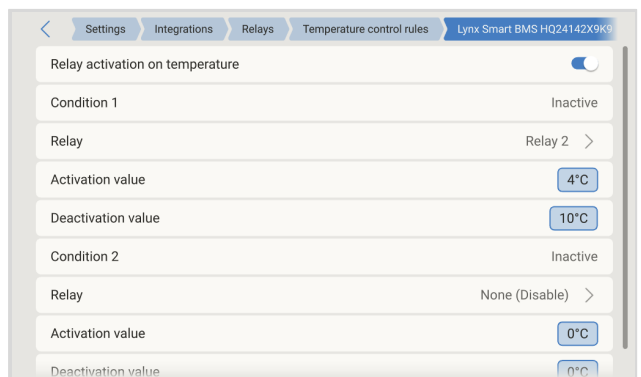 Settings Integrations Relays Temperature control rules Lynx Smart BMS HQ24142X9K9
Relay activation on temperature
Condition 1 Inactive
Relay Relay 2
Activation value 4°C
Deactivation value 10°C
Condition 2 Inactive
Relay None (Disable)
Activation value 0°C
Deactivation value 0°C